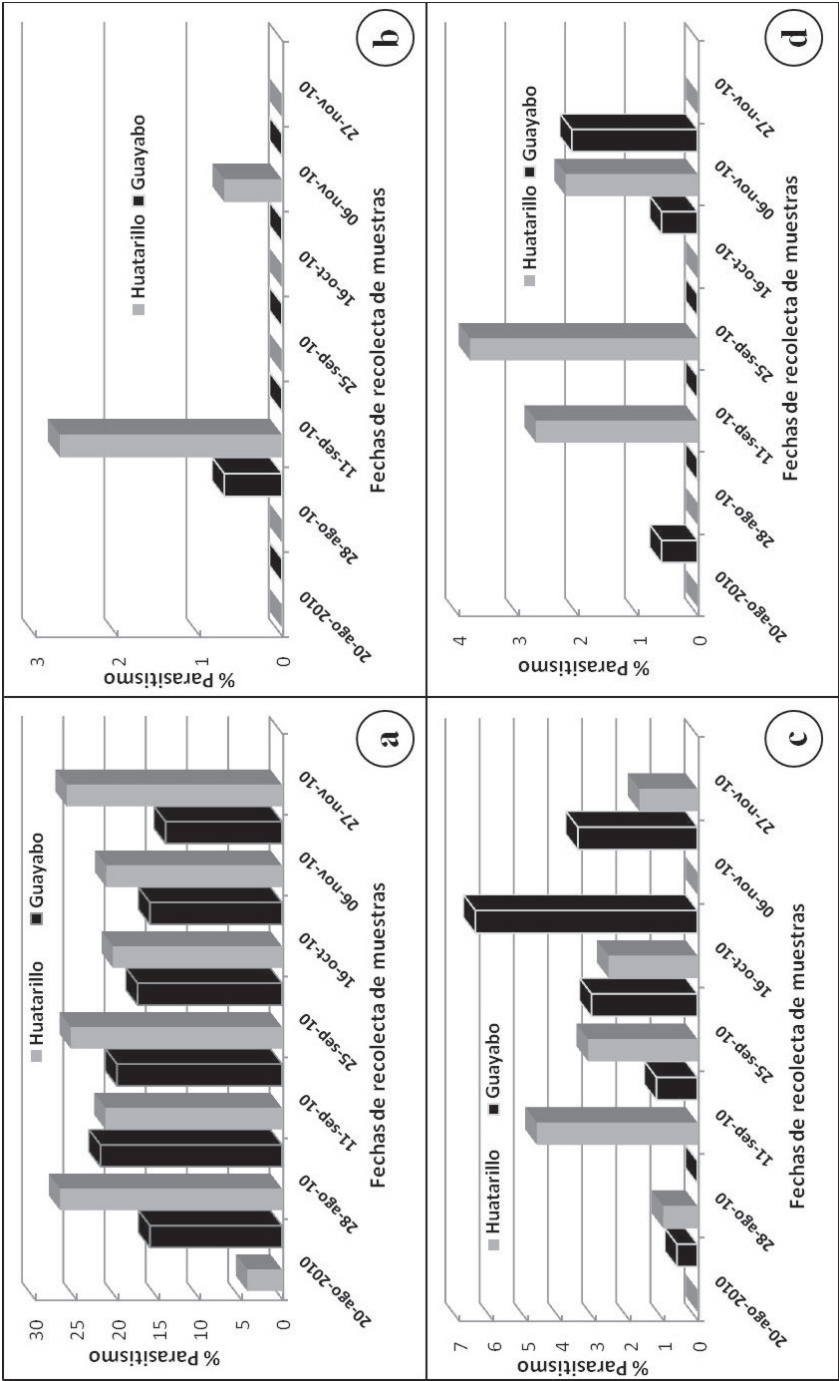 Huatarillo Guayabo
30
25
20
15
10
5
0
% Parasitismo
20-ago-2010
28-ago-10
11-sep-10
25-sep-10
16-oct-10
06-nov-10
27-nov-10
Fechas de recolecta de muestras
a
Huatarillo Guayabo
3
2
1
0
% Parasitismo
20-ago-2010
28-ago-10
11-sep-10
25-sep-10
16-oct-10
06-nov-10
27-nov-10
Fechas de recolecta de muestras
b
Huatarillo Guayabo
7
6
5
4
3
2
1
0
% Parasitismo
20-ago-2010
28-ago-10
11-sep-10
25-sep-10
16-oct-10
06-nov-10
27-nov-10
Fechas de recolecta de muestras
c
Huatarillo Guayabo
4
3
2
1
0
% Parasitismo
20-ago-2010
28-ago-10
11-sep-10
25-sep-10
16-oct-10
06-nov-10
27-nov-10
Fechas de recolecta de muestras
d